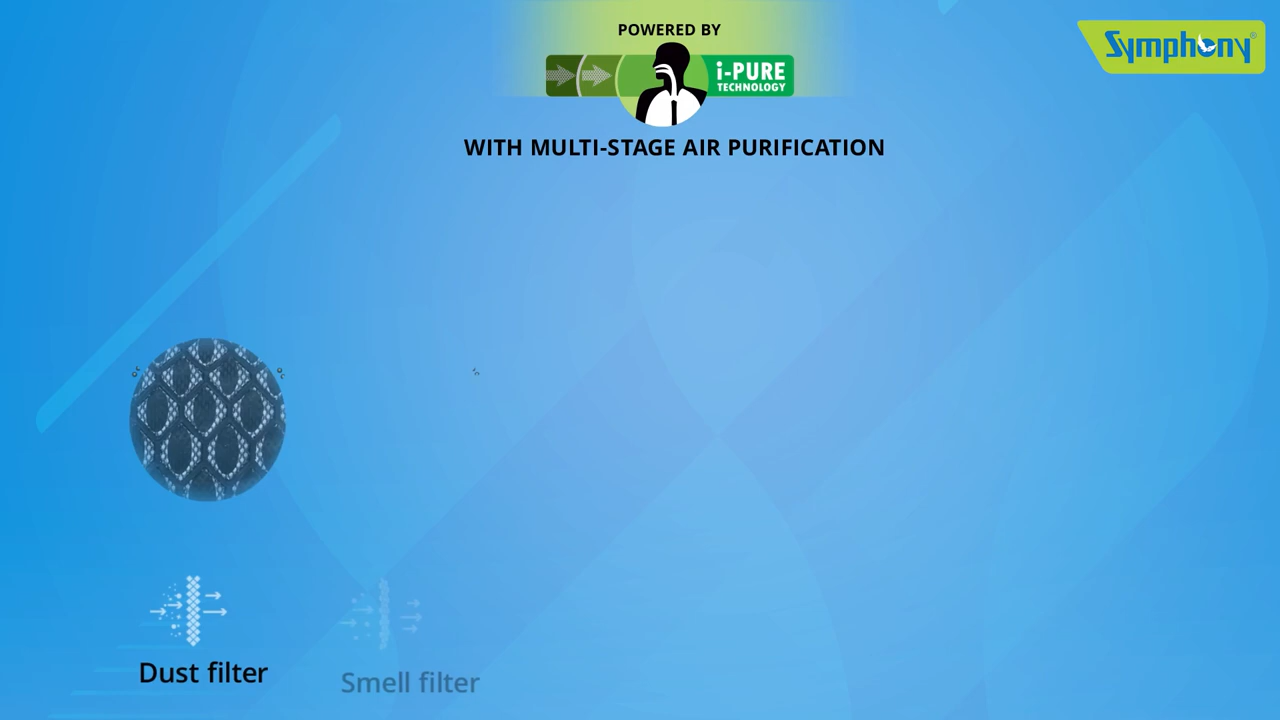 POWERED BY
Symphony®
i-PURE
TECHNOLOGY
WITH MULTI-STAGE AIR PURIFICATION
Dust filter
Smell filter